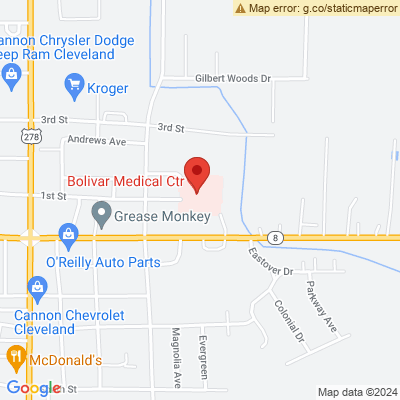 Map error: g.co/staticmaperror
Cannon Chrysler Dodge
Jeep Ram Cleveland
Gilbert Woods Dr
Kroger
3rd St
3rd St
278
Andrews Ave
Bolivar Medical Ctr
1st St
Grease Monkey
8
O'Reilly Auto Parts
Eastover Dr
Parkway Ave
Cannon Chevrolet
Cleveland
Colonial Dr
Magnolia Ave
Evergreen
McDonald's
Google
St
Map data ©2024